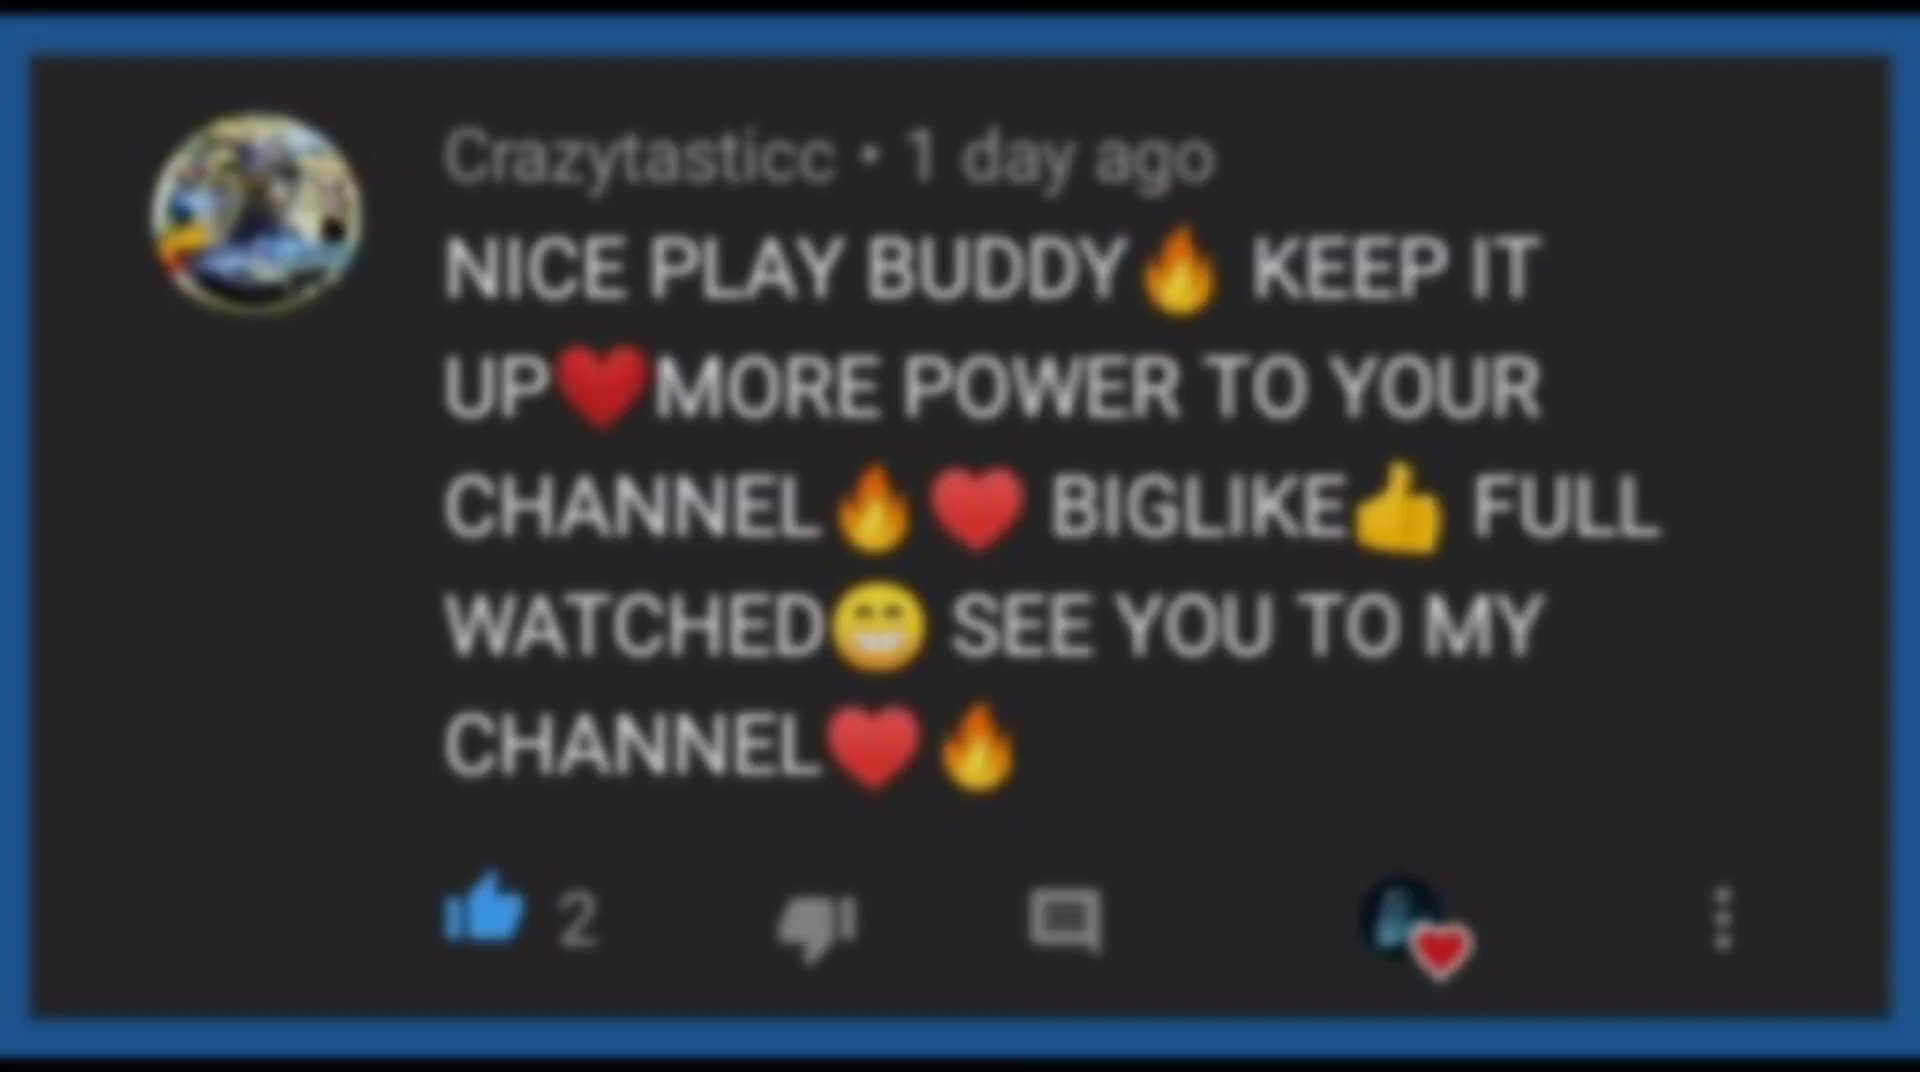 Crazytasticc • 1 day ago
NICE PLAY BUDDY🔥 KEEP IT
UP❤️MORE POWER TO YOUR
CHANNEL🔥♥️ BIGLIKE👍 FULL
WATCHED😁 SEE YOU TO MY
CHANNEL♥️🔥
2